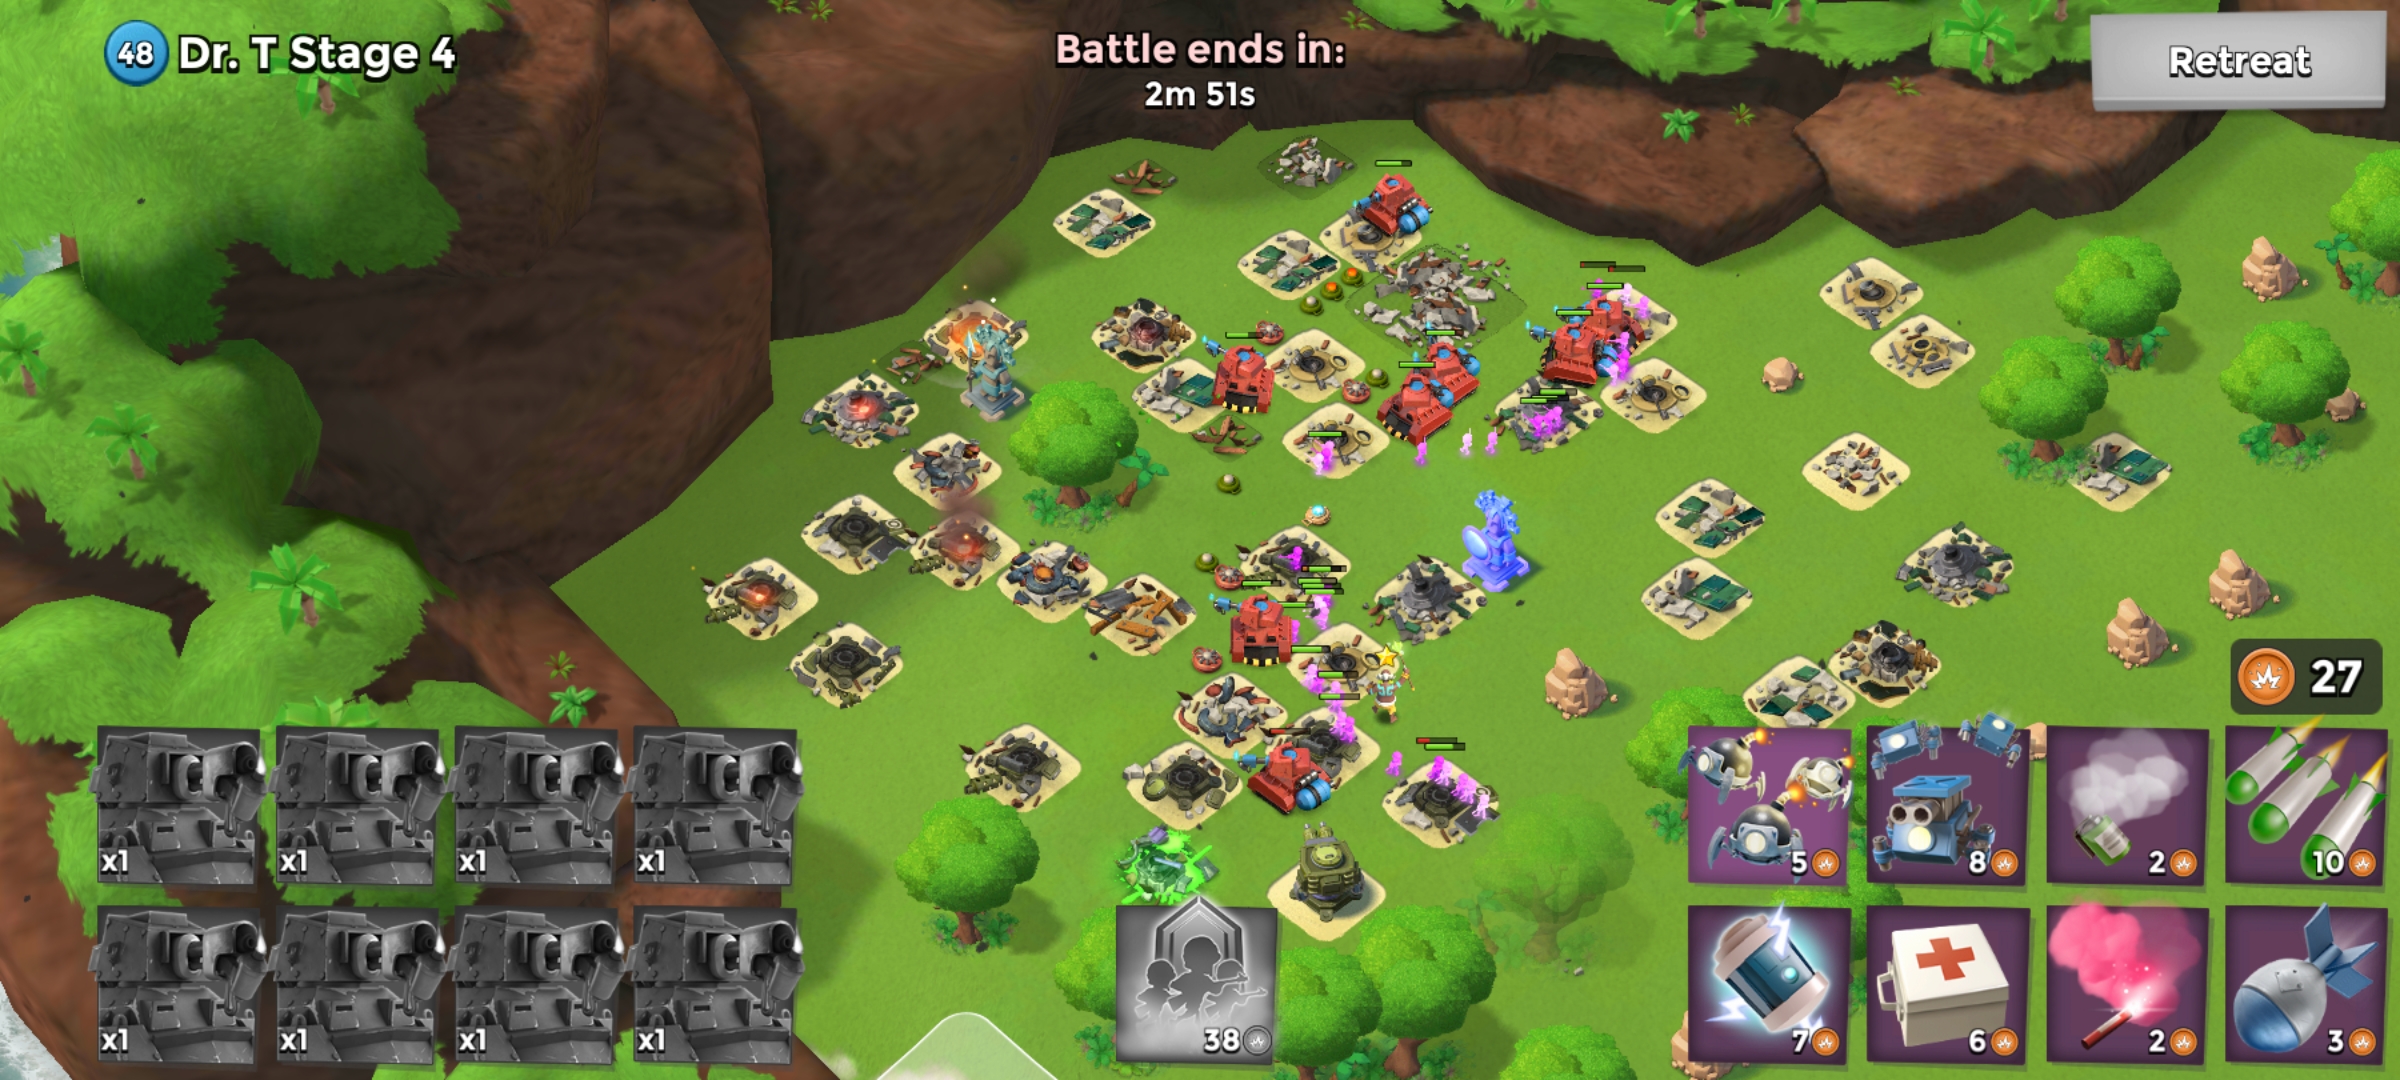 48 Dr. T Stage 4
Battle ends in:
2m 51s
Retreat
27
x1 x1 x1 x1
5 8 2 10
x1 x1 x1 x1
38
7 6 2 3